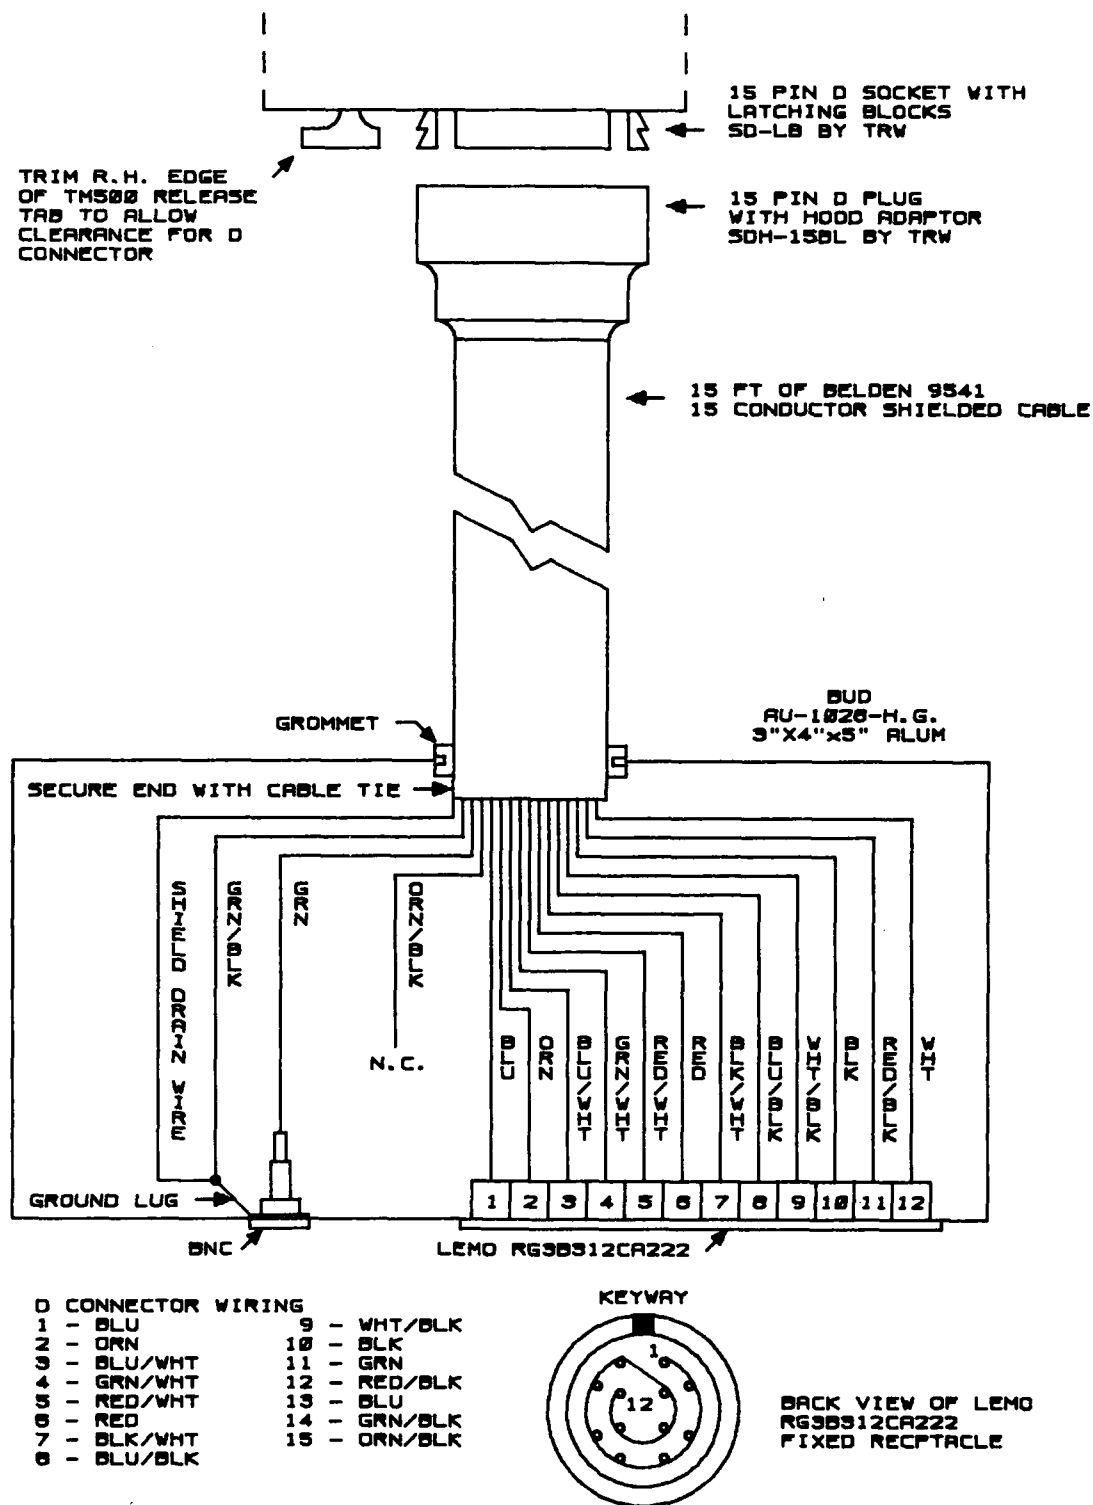 15 PIN D SOCKET WITH
LATCHING BLOCKS
SD-LB BY TRW
TRIM R.H. EDGE
OF TM500 RELEASE
TAB TO ALLOW
CLEARANCE FOR D
CONNECTOR
15 PIN D PLUG
WITH HOOD ADAPTOR
SDH-15BL BY TRW
15 FT OF BELDEN 9541
15 CONDUCTOR SHIELDED CABLE
BUD
AU-1028-H.G.
3"X4"x5" ALUM
GROMMET
SECURE END WITH CABLE TIE
SHIELD DRAIN WIRE
GRN/BLK
GRN
ORN/BLK
N.C.
BLU
ORN
BLU/WHT
GRN/WHT
RED/WHT
RED
BLK/WHT
BLU/BLK
WHT/BLK
BLK
RED/BLK
WHT
GROUND LUG
1 2 3 4 5 6 7 8 9 10 11 12
BNC
LEMO RG3B312CA222
D CONNECTOR WIRING
1 - BLU
2 - ORN
3 - BLU/WHT
4 - GRN/WHT
5 - RED/WHT
6 - RED
7 - BLK/WHT
8 - BLU/BLK
9 - WHT/BLK
10 - BLK
11 - GRN
12 - RED/BLK
13 - BLU
14 - GRN/BLK
15 - ORN/BLK
KEYWAY
1
12
BACK VIEW OF LEMO
RG3B312CA222
FIXED RECPTACLE